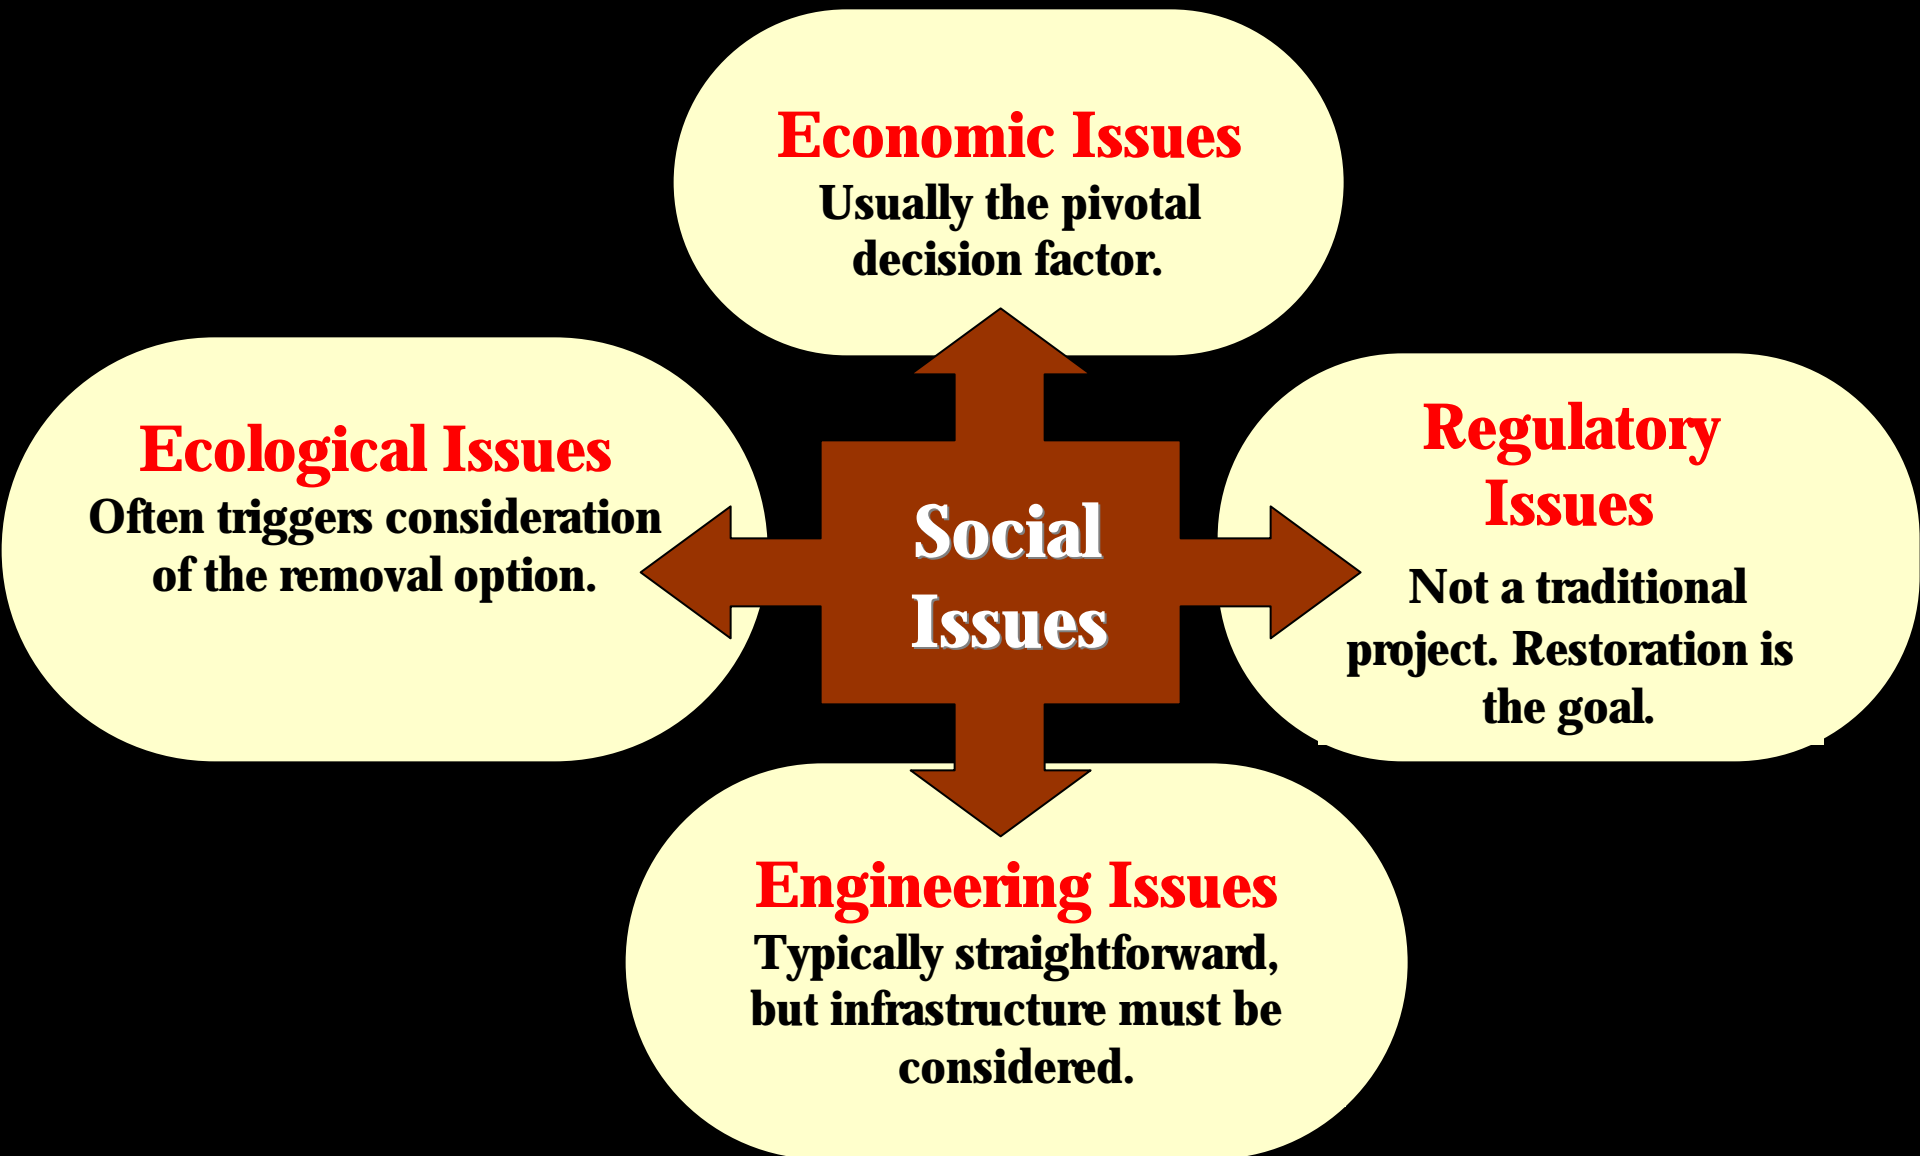 Economic Issues
Usually the pivotal
decision factor.
Ecological Issues
Often triggers consideration
of the removal option.
Social
Issues
Regulatory
Issues
Not a traditional
project. Restoration is
the goal.
Engineering Issues
Typically straightforward,
but infrastructure must be
considered.